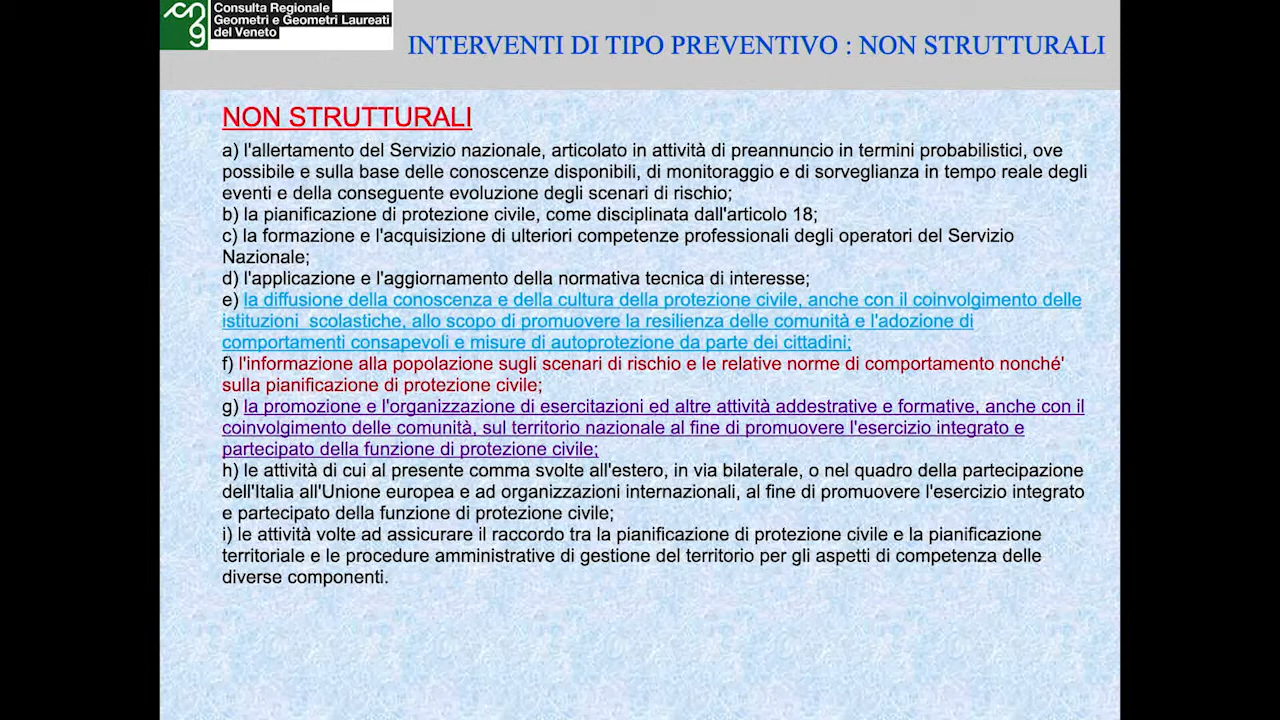 Consulta Regionale
Geometri e Geometri Laureati
del Veneto
INTERVENTI DI TIPO PREVENTIVO : NON STRUTTURALI
NON STRUTTURALI
a) l'allertamento del Servizio nazionale, articolato in attività di preannuncio in termini probabilistici, ove
possibile e sulla base delle conoscenze disponibili, di monitoraggio e di sorveglianza in tempo reale degli
eventi e della conseguente evoluzione degli scenari di rischio;
b) la pianificazione di protezione civile, come disciplinata dall'articolo 18;
c) la formazione e l'acquisizione di ulteriori competenze professionali degli operatori del Servizio
Nazionale;
d) l'applicazione e l'aggiornamento della normativa tecnica di interesse;
e) la diffusione della conoscenza e della cultura della protezione civile, anche con il coinvolgimento delle
istituzioni scolastiche, allo scopo di promuovere la resilienza delle comunità e l'adozione di
comportamenti consapevoli e misure di autoprotezione da parte dei cittadini;
f) l'informazione alla popolazione sugli scenari di rischio e le relative norme di comportamento nonché'
sulla pianificazione di protezione civile;
g) la promozione e l'organizzazione di esercitazioni ed altre attività addestrative e formative, anche con il
coinvolgimento delle comunità, sul territorio nazionale al fine di promuovere l'esercizio integrato e
partecipato della funzione di protezione civile;
h) le attività di cui al presente comma svolte all'estero, in via bilaterale, o nel quadro della partecipazione
dell'Italia all'Unione europea e ad organizzazioni internazionali, al fine di promuovere l'esercizio integrato
e partecipato della funzione di protezione civile;
i) le attività volte ad assicurare il raccordo tra la pianificazione di protezione civile e la pianificazione
territoriale e le procedure amministrative di gestione del territorio per gli aspetti di competenza delle
diverse componenti.